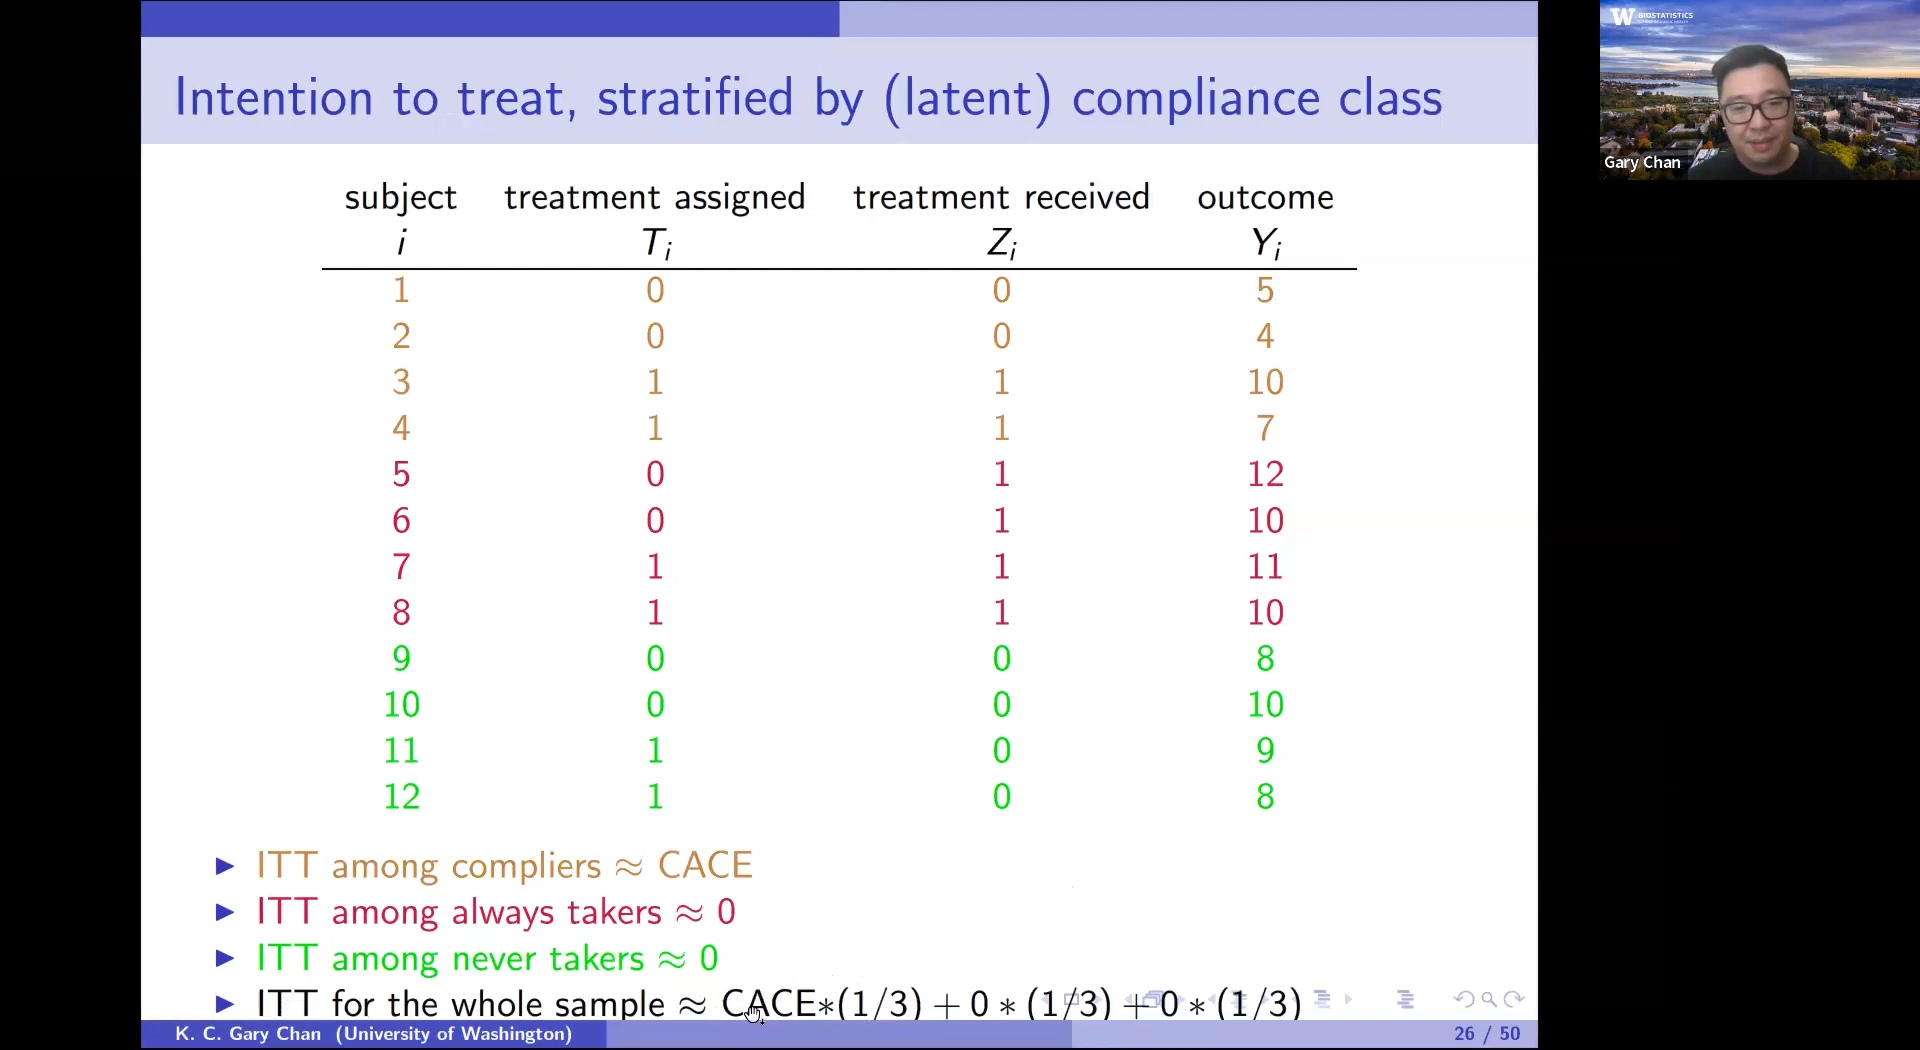 Intention to treat, stratified by (latent) compliance class
subject treatment assigned treatment received outcome
i T_i Z_i Y_i
1 0 0 5
2 0 0 4
3 1 1 10
4 1 1 7
5 0 1 12
6 0 1 10
7 1 1 11
8 1 1 10
9 0 0 8
10 0 0 10
11 1 0 9
12 1 0 8
▶ ITT among compliers ≈ CACE
▶ ITT among always takers ≈ 0
▶ ITT among never takers ≈ 0
▶ ITT for the whole sample ≈ CACE∗(1/3) + 0 ∗ (1/3) + 0 ∗ (1/3)
K. C. Gary Chan (University of Washington)
26 / 50
W BIOSTATISTICS
Gary Chan